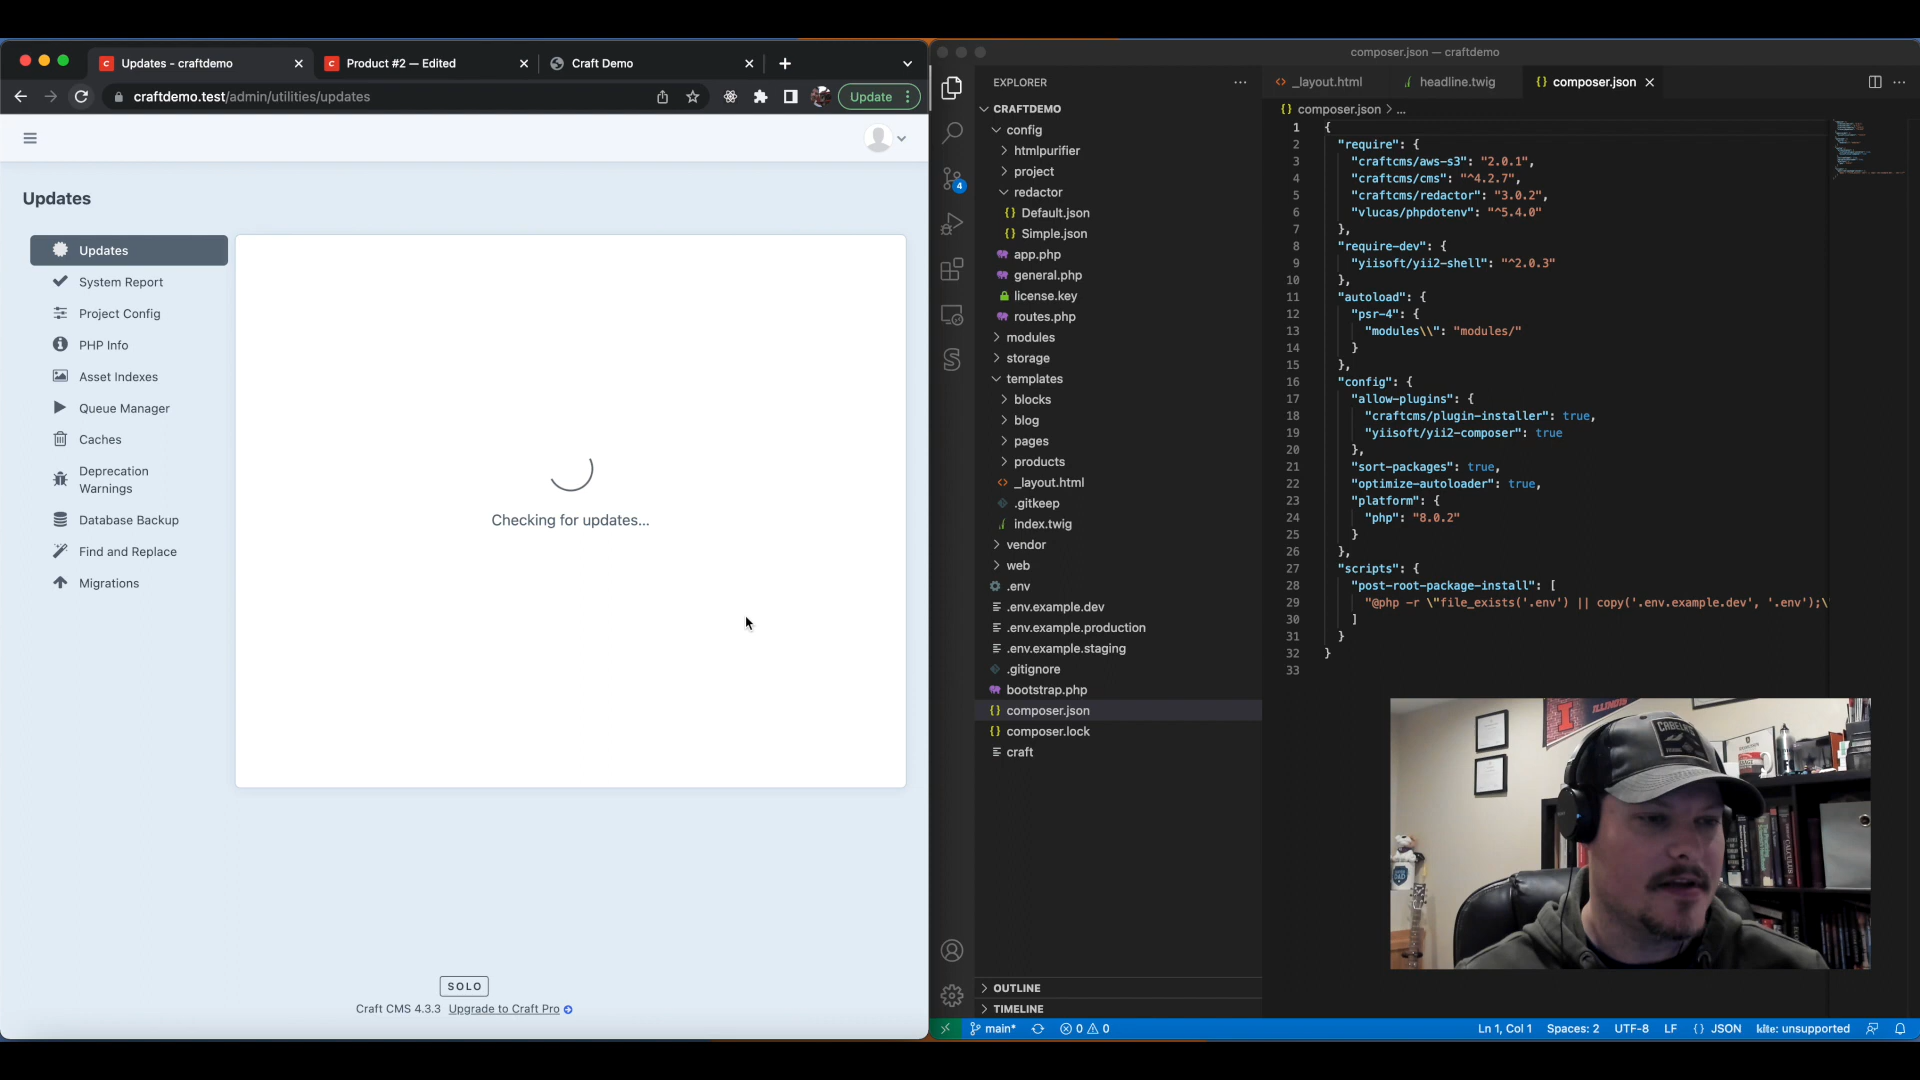 Updates - craftdemo
Product #2 — Edited
Craft Demo
craftdemo.test/admin/utilities/updates
Update
Updates
Updates
System Report
Project Config
PHP Info
Asset Indexes
Queue Manager
Caches
Deprecation
Warnings
Database Backup
Find and Replace
Migrations
Checking for updates...
SOLO
Craft CMS 4.3.3 Upgrade to Craft Pro
composer.json — craftdemo
EXPLORER
4
CRAFTDEMO
config
htmlpurifier
project
redactor
Default.json
Simple.json
app.php
general.php
license.key
routes.php
modules
storage
templates
blocks
blog
pages
products
_layout.html
.gitkeep
index.twig
vendor
web
.env
.env.example.dev
.env.example.production
.env.example.staging
.gitignore
bootstrap.php
composer.json
composer.lock
craft
OUTLINE
TIMELINE
_layout.html
headline.twig
composer.json
composer.json > ...
1 {
2 "require": {
3 "craftcms/aws-s3": "2.0.1",
4 "craftcms/cms": "^4.2.7",
5 "craftcms/redactor": "3.0.2",
6 "vlucas/phpdotenv": "^5.4.0"
7 },
8 "require-dev": {
9 "yiisoft/yii2-shell": "^2.0.3"
10 },
11 "autoload": {
12 "psr-4": {
13 "modules\\": "modules/"
14 }
15 },
16 "config": {
17 "allow-plugins": {
18 "craftcms/plugin-installer": true,
19 "yiisoft/yii2-composer": true
20 },
21 "sort-packages": true,
22 "optimize-autoloader": true,
23 "platform": {
24 "php": "8.0.2"
25 }
26 },
27 "scripts": {
28 "post-root-package-install": [
29 "@php -r \"file_exists('.env') || copy('.env.example.dev', '.env');\
30 ]
31 }
32 }
33
ILLINOIS
CABELA'S
main*
0 0
Ln 1, Col 1
Spaces: 2
UTF-8
LF
{} JSON
kite: unsupported